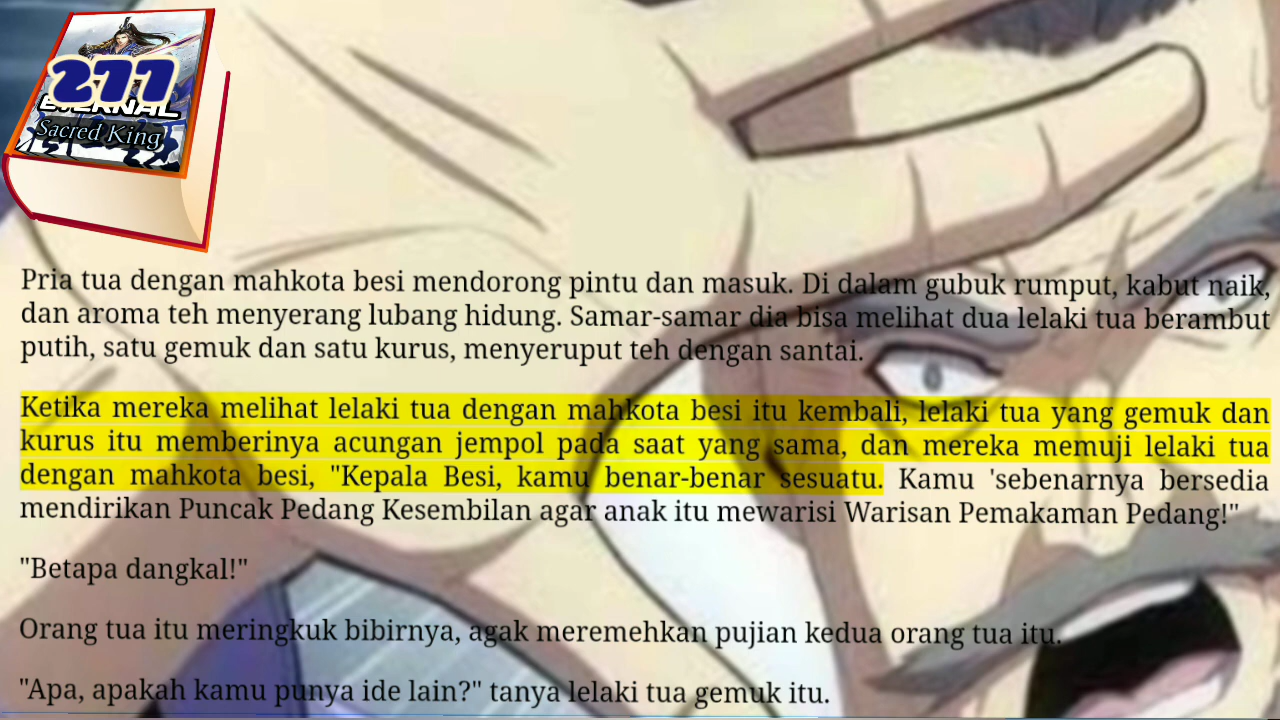 277
ETERNAL
Sacred King
Pria tua dengan mahkota besi mendorong pintu dan masuk. Di dalam gubuk rumput, kabut naik,
dan aroma teh menyerang lubang hidung. Samar-samar dia bisa melihat dua lelaki tua berambut
putih, satu gemuk dan satu kurus, menyeruput teh dengan santai.
Ketika mereka melihat lelaki tua dengan mahkota besi itu kembali, lelaki tua yang gemuk dan
kurus itu memberinya acungan jempol pada saat yang sama, dan mereka memuji lelaki tua
dengan mahkota besi, "Kepala Besi, kamu benar-benar sesuatu. Kamu 'sebenarnya bersedia
mendirikan Puncak Pedang Kesembilan agar anak itu mewarisi Warisan Pemakaman Pedang!"
"Betapa dangkal!"
Orang tua itu meringkuk bibirnya, agak meremehkan pujian kedua orang tua itu.
"Apa, apakah kamu punya ide lain?" tanya lelaki tua gemuk itu.